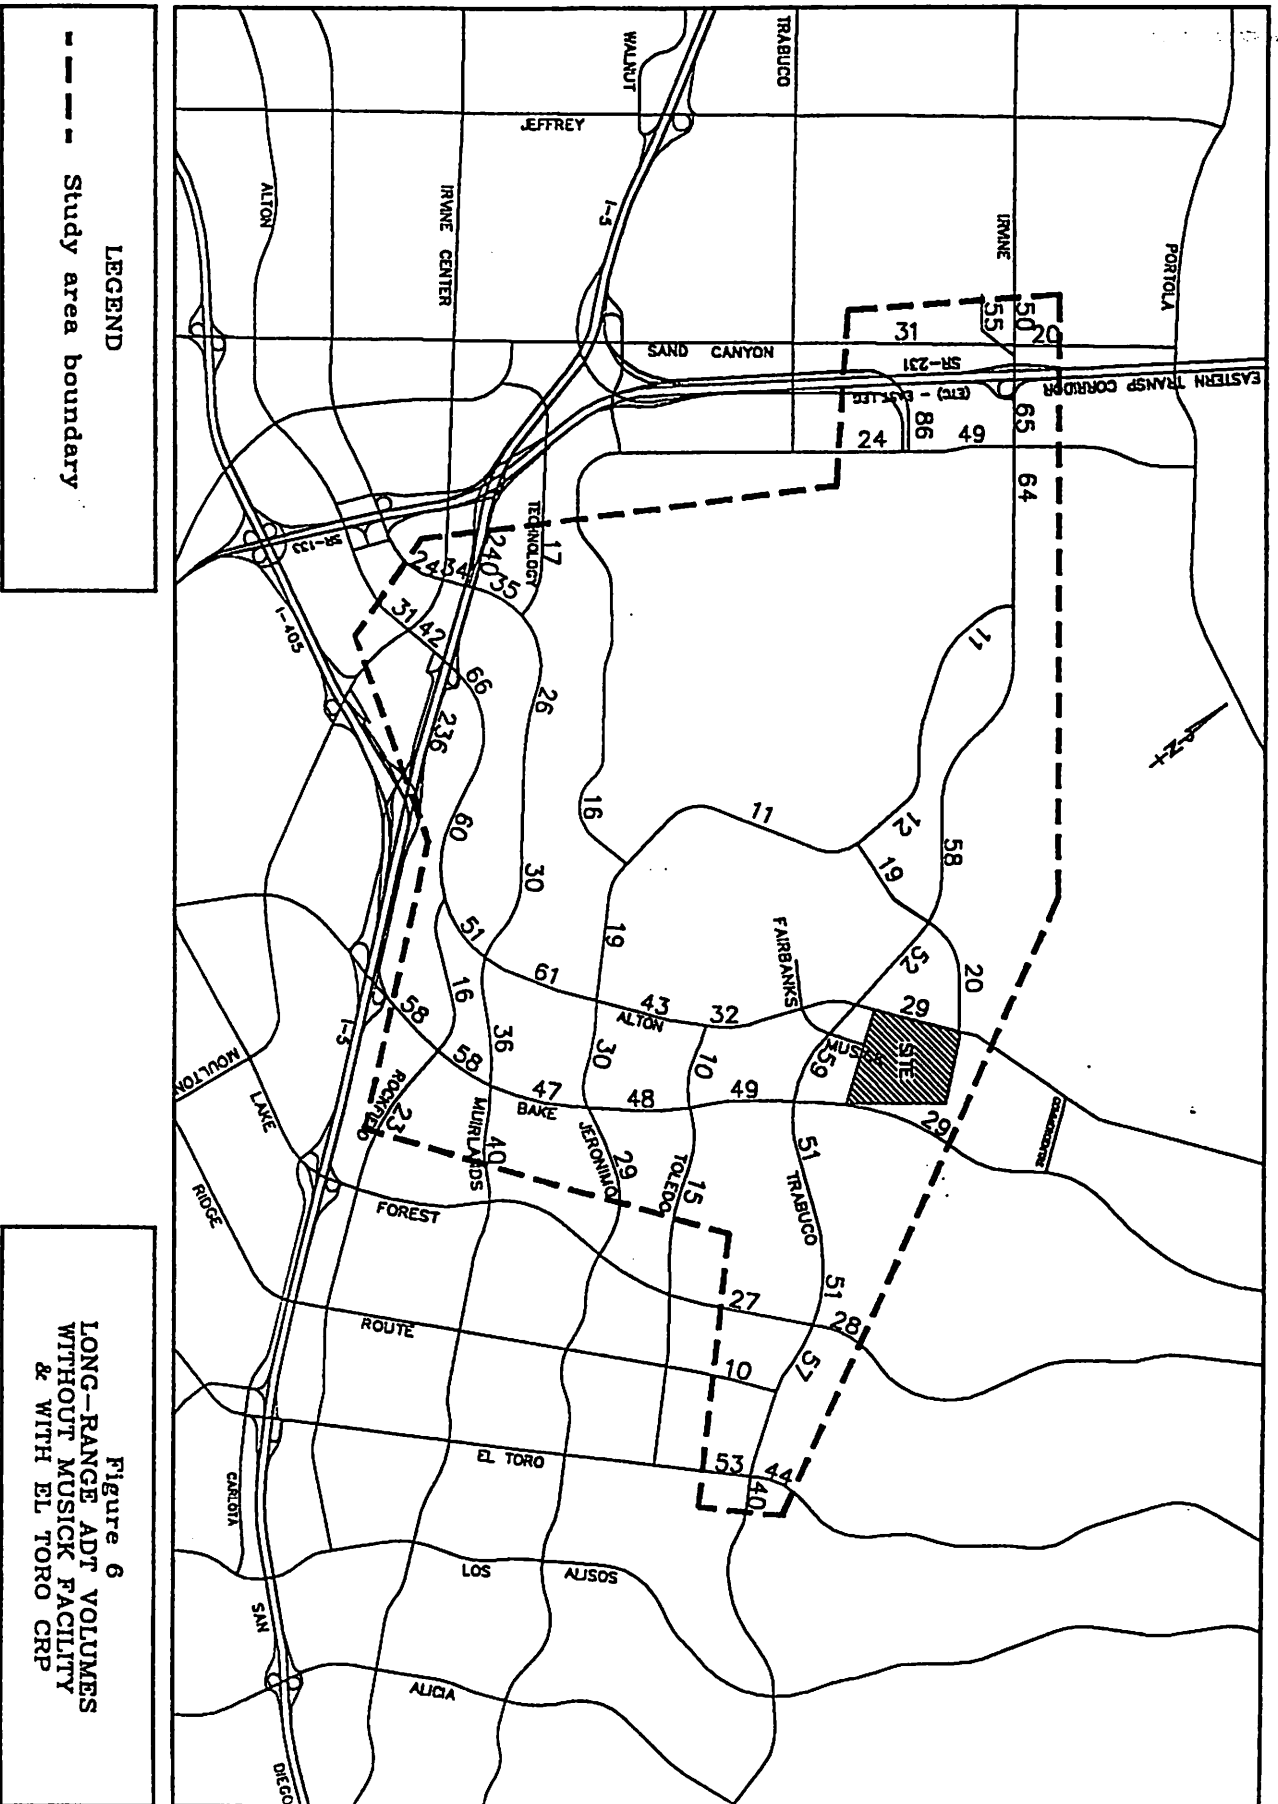 TRABUCO
WALNUT
JEFFREY
PORTOLA
IRVINE
ALTON
IRVINE CENTER
I-5
50
20
55
31
SAND CANYON
SR-231
(ETC) - EAST LEG
EASTERN TRANSP CORRIDOR
65
86
49
24
64
TECHNOLOGY
17
SR-133
240
35
34
24
31
42
I-405
66
26
236
11
60
16
11
12
58
19
30
51
19
FAIRBANKS
52
20
61
16
43
ALTON
32
29
SITE
58
36
30
10
59
58
I-5
MOULTON
LAKE
ROCKFIELD
23
47
BAKE
48
49
29
COMMERCENTRE
MUIRLANDS
40
JERONIMO
29
TOLEDO
15
51
TRABUCO
RIDGE
FOREST
27
51
28
ROUTE
10
57
EL TORO
53
44
40
CARLOTA
LOS ALISOS
SAN
ALICIA
DIEGO
N
LEGEND
Study area boundary
Figure 6
LONG-RANGE ADT VOLUMES
WITHOUT MUSICK FACILITY
& WITH EL TORO CRP